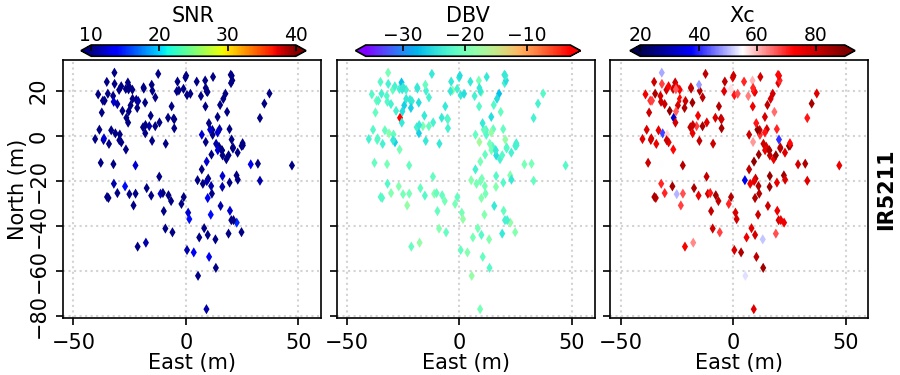 SNR DBV Xc
10 20 30 40 −30 −20 −10 20 40 60 80
20
0
−20
−40
−60
−80
North (m)
IR5211
−50 0 50 −50 0 50 −50 0 50
East (m) East (m) East (m)